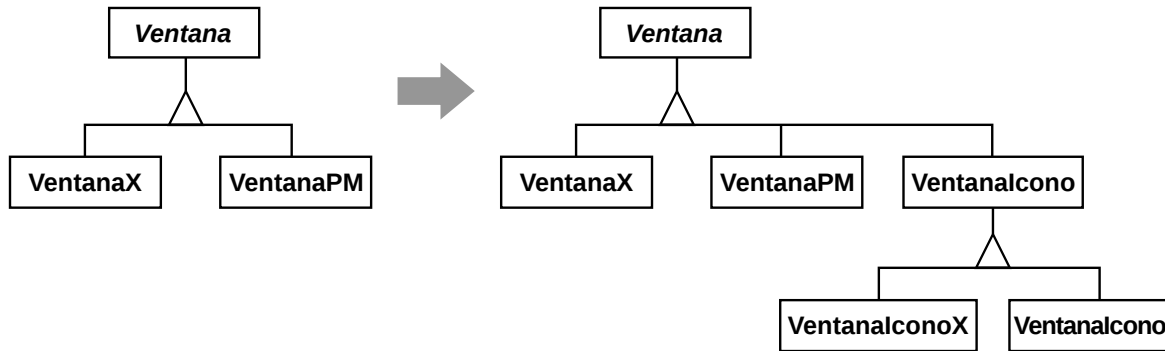 Ventana
VentanaX
VentanaPM
Ventana
VentanaX
VentanaPM
VentanaIcono
VentanaIconoX
VentanaIcono